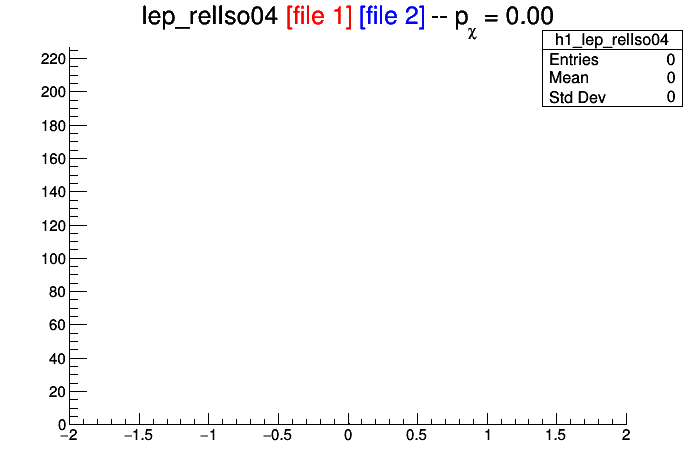 lep_relIso04 [file 1] [file 2] -- pχ = 0.00
h1_lep_relIso04
Entries 0
Mean 0
Std Dev 0
220
200
180
160
140
120
100
80
60
40
20
0
−2 −1.5 −1 −0.5 0 0.5 1 1.5 2